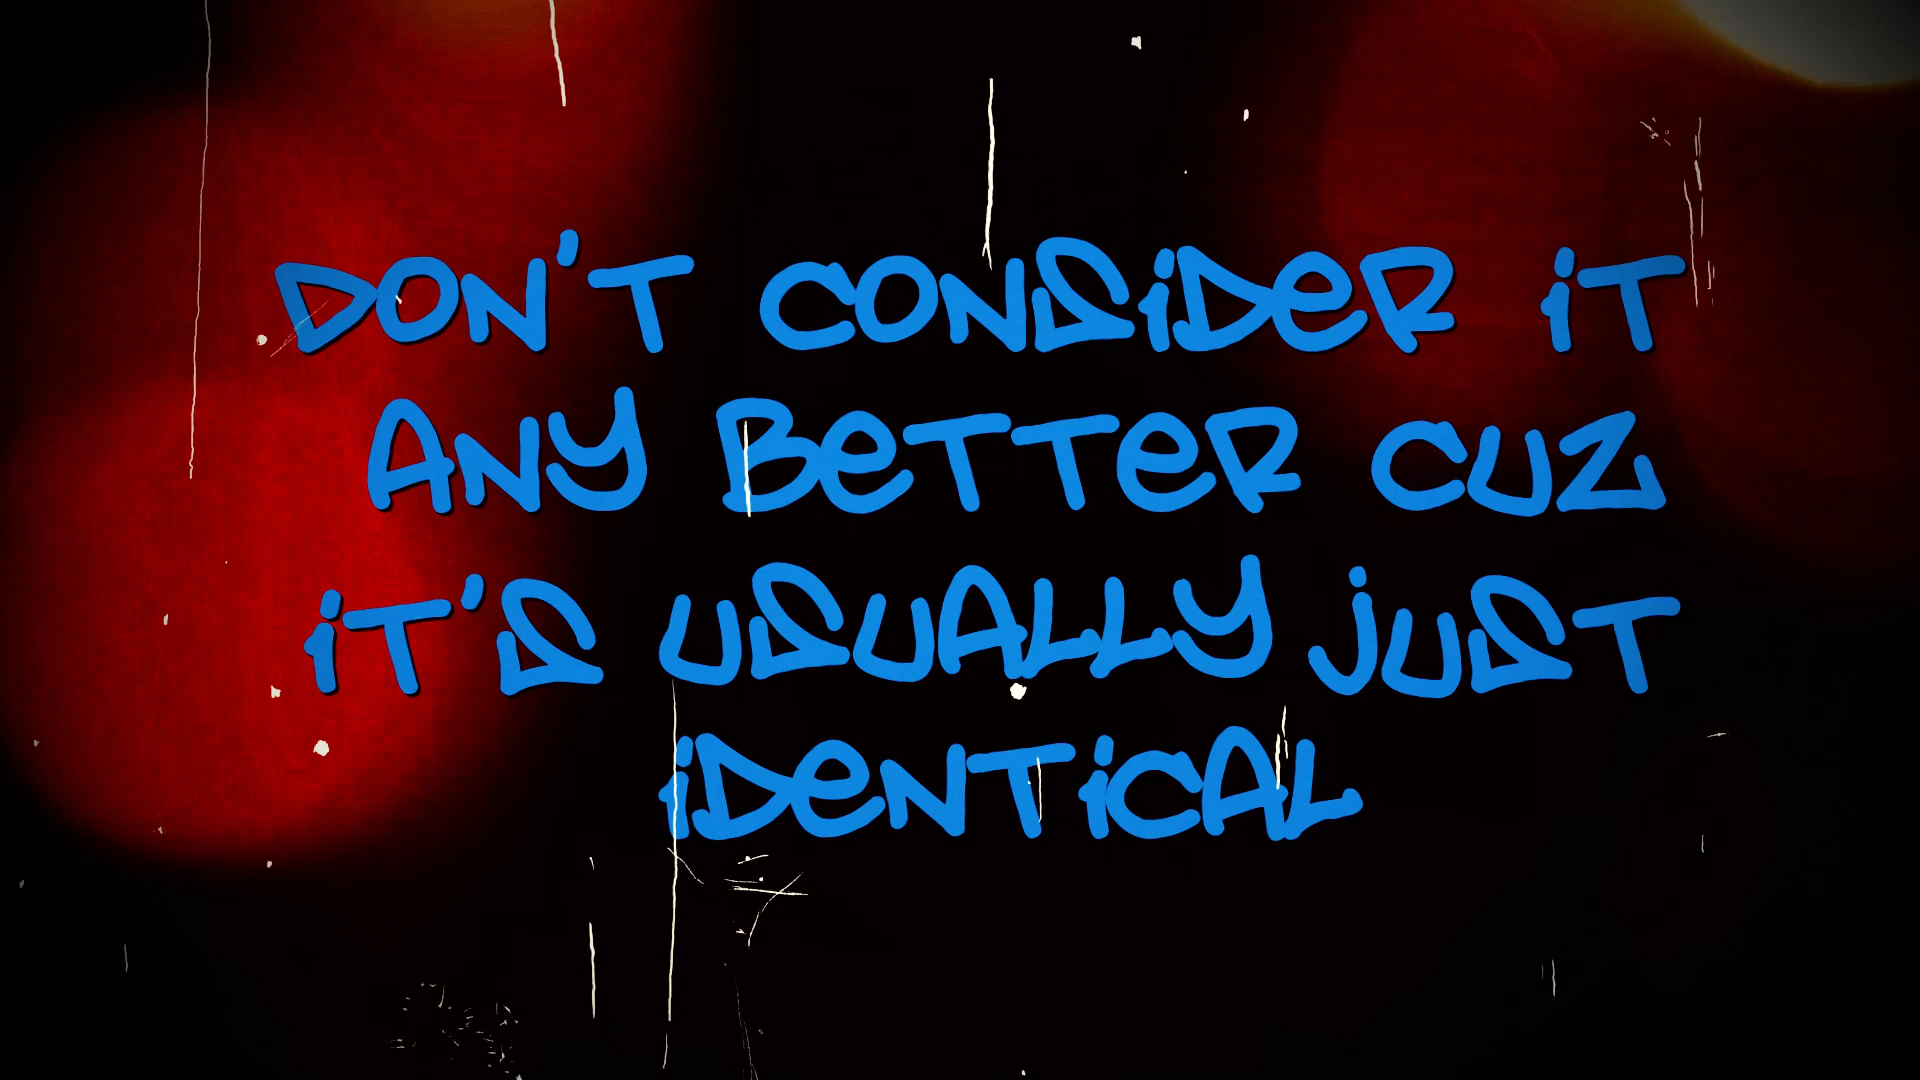 DON'T CONSIDER IT
ANY BETTER CUZ
IT'S USUALLY JUST
IDENTICAL